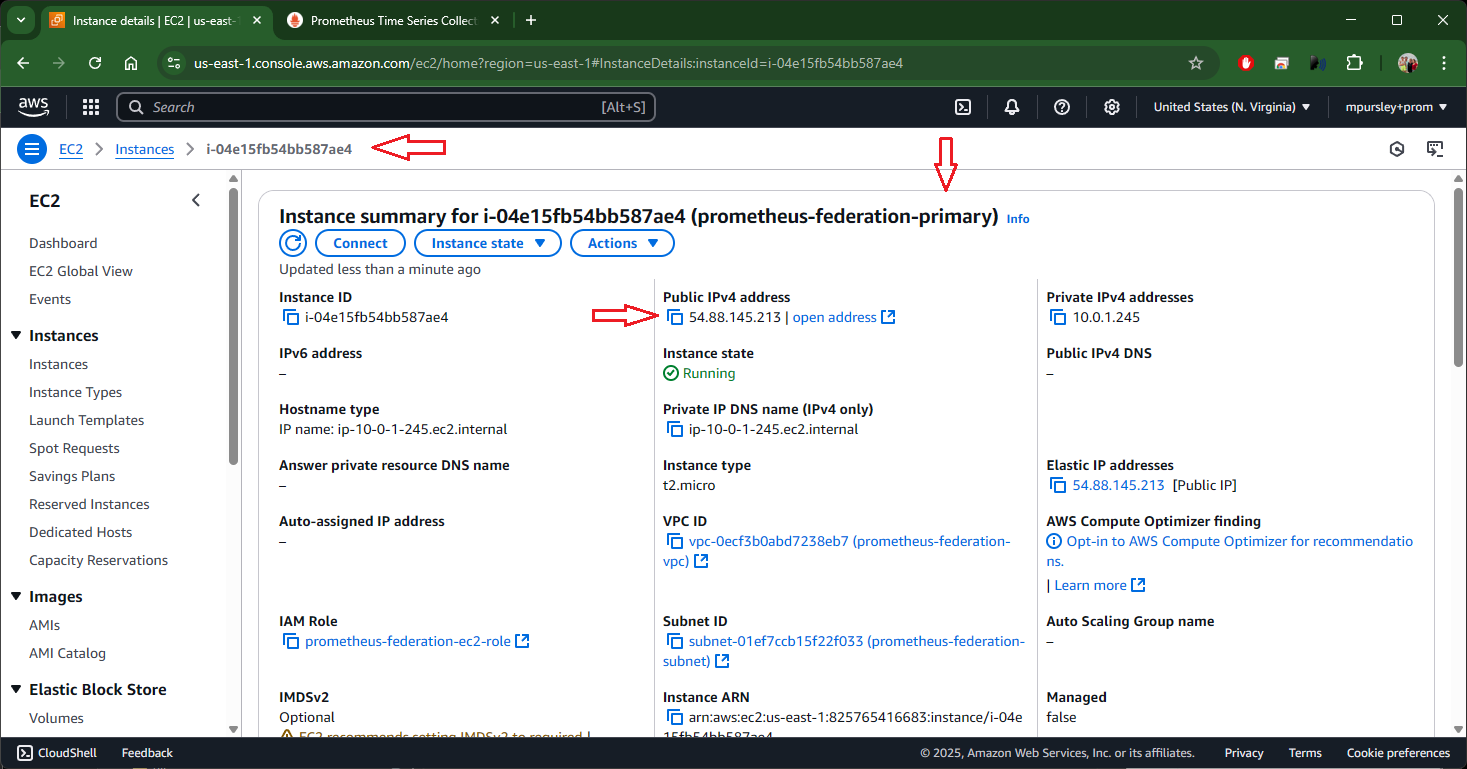 Instance details | EC2 | us-east-1
Prometheus Time Series Collect
us-east-1.console.aws.amazon.com/ec2/home?region=us-east-1#InstanceDetails:instanceId=i-04e15fb54bb587ae4
aws
Search
[Alt+S]
United States (N. Virginia)
mpursley+prom
EC2
Instances
i-04e15fb54bb587ae4
EC2
Dashboard
EC2 Global View
Events
Instances
Instances
Instance Types
Launch Templates
Spot Requests
Savings Plans
Reserved Instances
Dedicated Hosts
Capacity Reservations
Images
AMIs
AMI Catalog
Elastic Block Store
Volumes
Instance summary for i-04e15fb54bb587ae4 (prometheus-federation-primary) Info
Connect
Instance state
Actions
Updated less than a minute ago
Instance ID
i-04e15fb54bb587ae4
Public IPv4 address
54.88.145.213 | open address
Private IPv4 addresses
10.0.1.245
IPv6 address
–
Instance state
Running
Public IPv4 DNS
–
Hostname type
IP name: ip-10-0-1-245.ec2.internal
Private IP DNS name (IPv4 only)
ip-10-0-1-245.ec2.internal
Answer private resource DNS name
–
Instance type
t2.micro
Elastic IP addresses
54.88.145.213 [Public IP]
Auto-assigned IP address
–
VPC ID
vpc-0ecf3b0abd7238eb7 (prometheus-federation-
vpc)
AWS Compute Optimizer finding
Opt-in to AWS Compute Optimizer for recommendatio
ns.
| Learn more
IAM Role
prometheus-federation-ec2-role
Subnet ID
subnet-01ef7ccb15f22f033 (prometheus-federation-
subnet)
Auto Scaling Group name
–
IMDSv2
Optional
EC2 recommends setting IMDSv2 to required |
Instance ARN
arn:aws:ec2:us-east-1:825765416683:instance/i-04e
15fb54bb587ae4
Managed
false
CloudShell
Feedback
© 2025, Amazon Web Services, Inc. or its affiliates.
Privacy
Terms
Cookie preferences